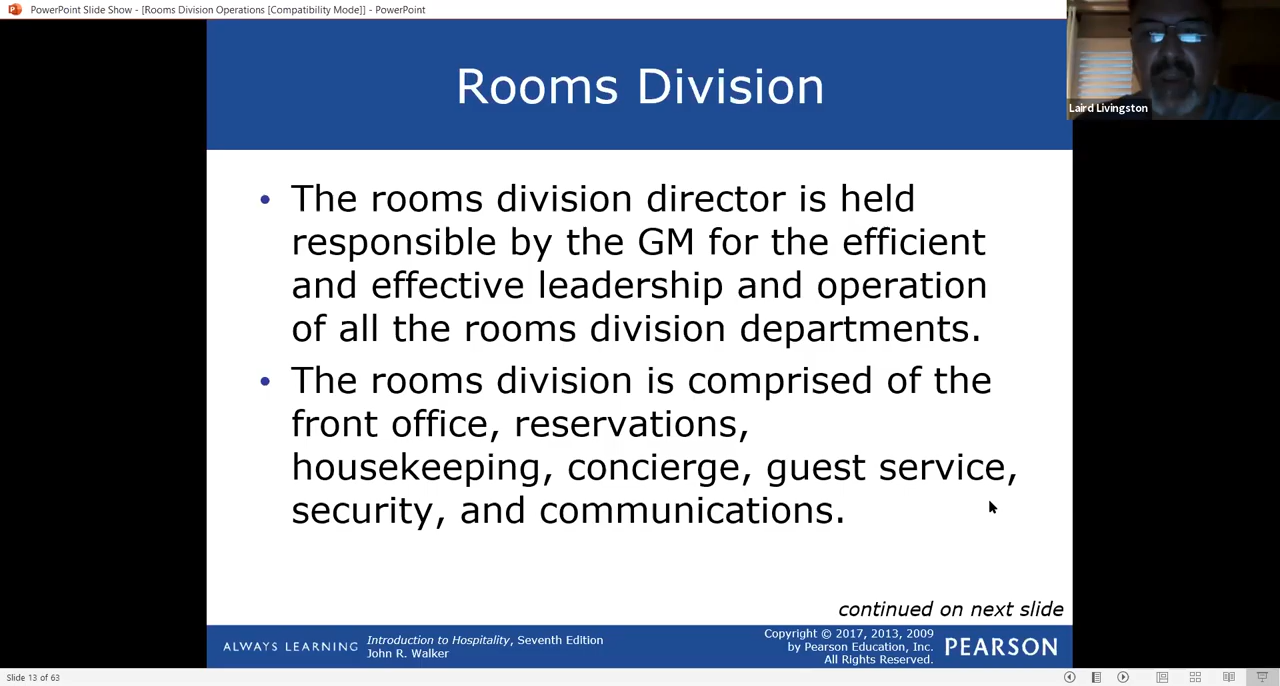 PowerPoint Slide Show - [Rooms Division Operations [Compatibility Mode]] - PowerPoint
Laird Livingston
Rooms Division
• The rooms division director is held
responsible by the GM for the efficient
and effective leadership and operation
of all the rooms division departments.
• The rooms division is comprised of the
front office, reservations,
housekeeping, concierge, guest service,
security, and communications.
continued on next slide
ALWAYS LEARNING
Introduction to Hospitality, Seventh Edition
John R. Walker
Copyright © 2017, 2013, 2009
by Pearson Education, Inc.
All Rights Reserved.
PEARSON
Slide 13 of 63